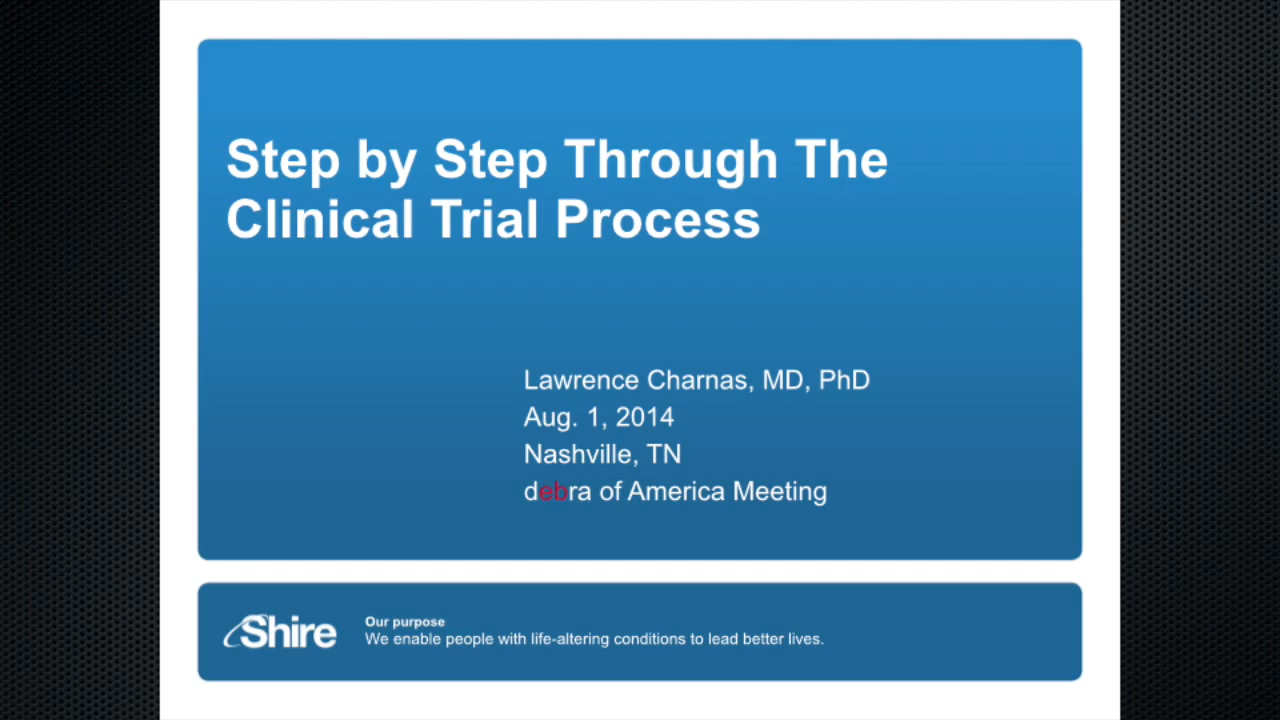 Step by Step Through The
Clinical Trial Process
Lawrence Charnas, MD, PhD
Aug. 1, 2014
Nashville, TN
debra of America Meeting
Shire
Our purpose
We enable people with life-altering conditions to lead better lives.